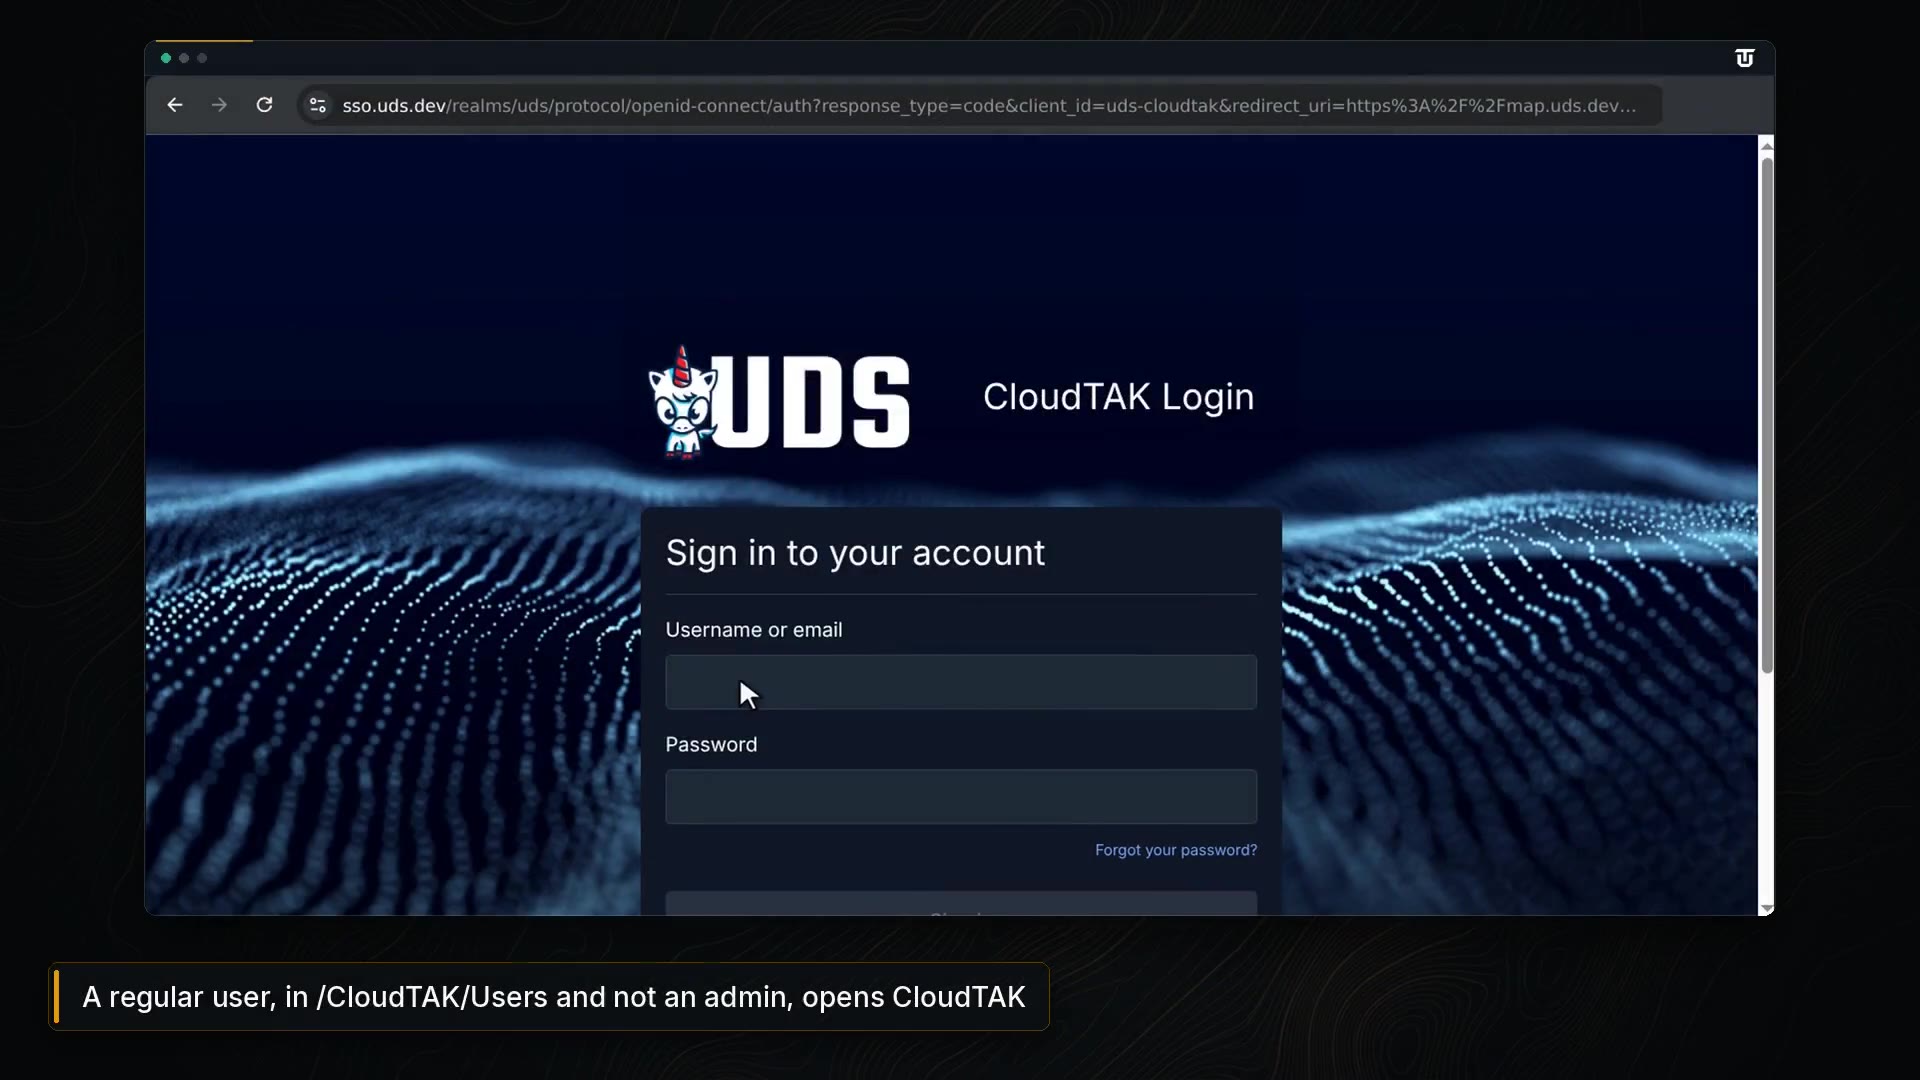 sso.uds.dev/realms/uds/protocol/openid-connect/auth?response_type=code&client_id=uds-cloudtak&redirect_uri=https%3A%2F%2Fmap.uds.dev...
UDS
CloudTAK Login
Sign in to your account
Username or email
Password
Forgot your password?
A regular user, in /CloudTAK/Users and not an admin, opens CloudTAK